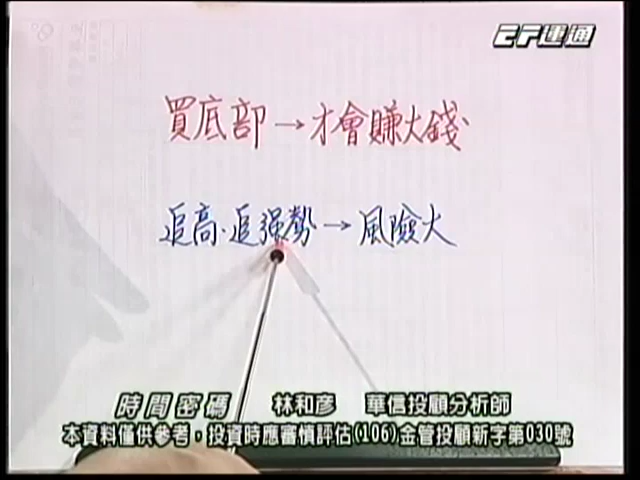 EF運通
買底部→才會賺大錢
追高.追强勢→風險大
時間密碼 林和彦 華信投顧分析師
本資料僅供參考，投資時應審慎評估(106)金管投顧新字第030號